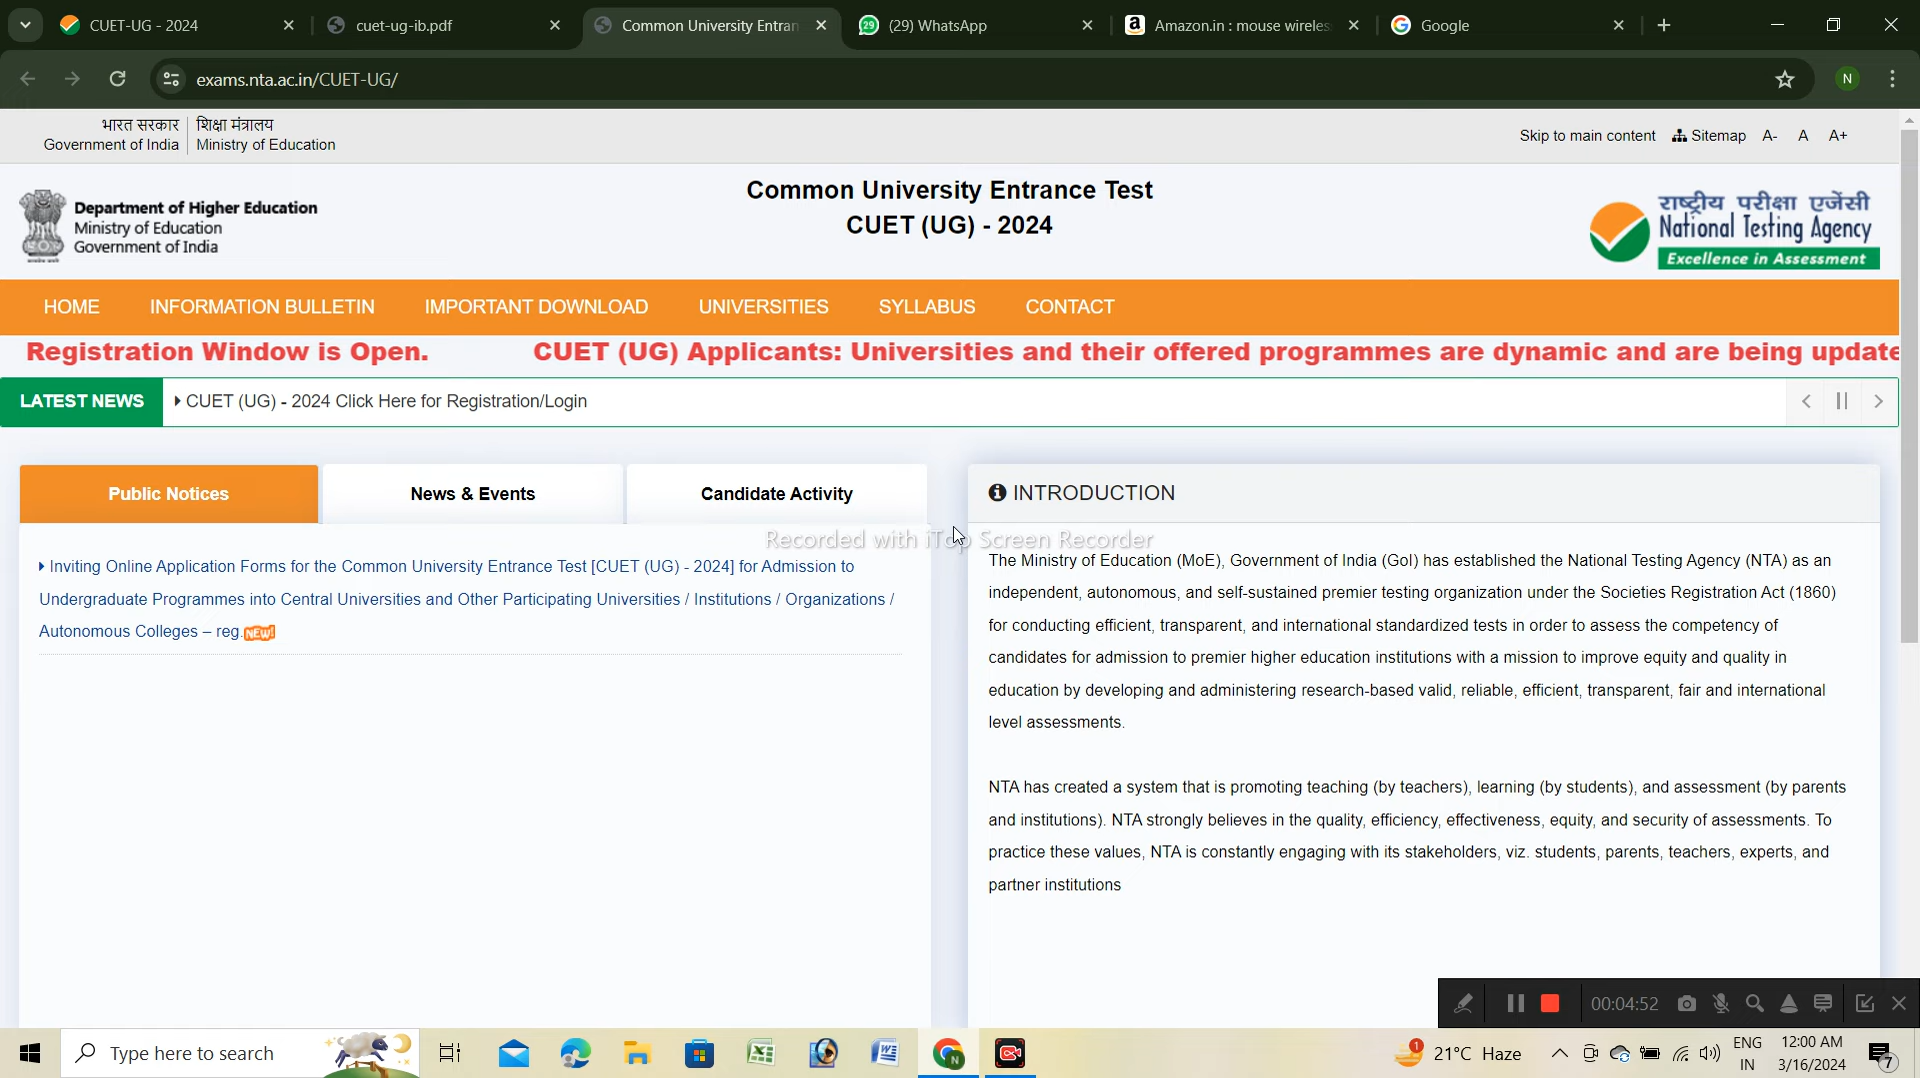 CUET-UG - 2024
cuet-ug-ib.pdf
Common University Entran
(29) WhatsApp
Amazon.in : mouse wireles
Google
exams.nta.ac.in/CUET-UG/
N
भारत सरकार
Government of India
शिक्षा मंत्रालय
Ministry of Education
Skip to main content
Sitemap
A-
A
A+
Department of Higher Education
Ministry of Education
Government of India
Common University Entrance Test
CUET (UG) - 2024
राष्ट्रीय परीक्षा एजेंसी
National Testing Agency
Excellence in Assessment
HOME
INFORMATION BULLETIN
IMPORTANT DOWNLOAD
UNIVERSITIES
SYLLABUS
CONTACT
Registration Window is Open.
CUET (UG) Applicants: Universities and their offered programmes are dynamic and are being update
LATEST NEWS
CUET (UG) - 2024 Click Here for Registration/Login
Public Notices
News & Events
Candidate Activity
Inviting Online Application Forms for the Common University Entrance Test [CUET (UG) - 2024] for Admission to
Undergraduate Programmes into Central Universities and Other Participating Universities / Institutions / Organizations /
Autonomous Colleges – reg. NEW!
INTRODUCTION
Recorded with iTop Screen Recorder
The Ministry of Education (MoE), Government of India (GoI) has established the National Testing Agency (NTA) as an
independent, autonomous, and self-sustained premier testing organization under the Societies Registration Act (1860)
for conducting efficient, transparent, and international standardized tests in order to assess the competency of
candidates for admission to premier higher education institutions with a mission to improve equity and quality in
education by developing and administering research-based valid, reliable, efficient, transparent, fair and international
level assessments.
NTA has created a system that is promoting teaching (by teachers), learning (by students), and assessment (by parents
and institutions). NTA strongly believes in the quality, efficiency, effectiveness, equity, and security of assessments. To
practice these values, NTA is constantly engaging with its stakeholders, viz. students, parents, teachers, experts, and
partner institutions
00:04:52
Type here to search
1
21°C Haze
ENG
IN
12:00 AM
3/16/2024
7